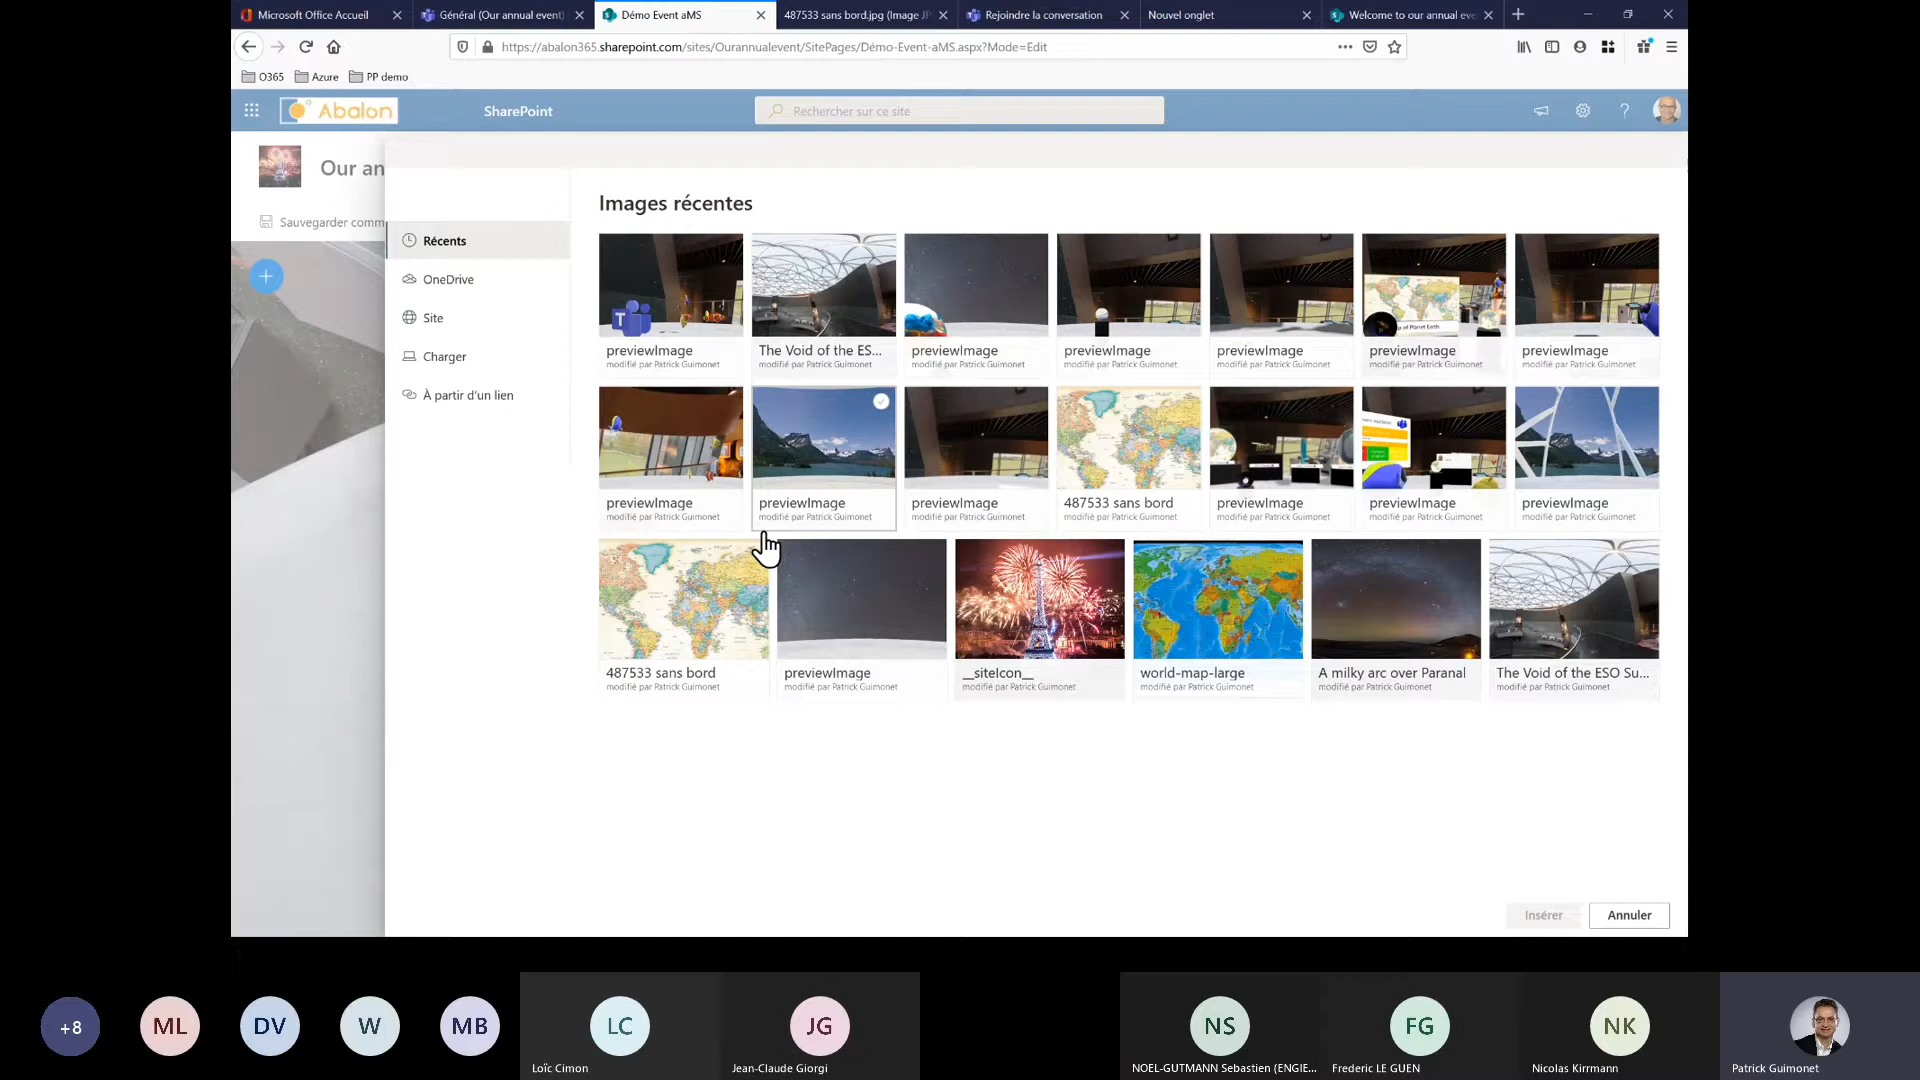 Microsoft Office Accueil
Général (Our annual event)
Démo Event aMS
487533 sans bord.jpg (Image JP
Rejoindre la conversation
Nouvel onglet
Welcome to our annual eve
https://abalon365.sharepoint.com/sites/Ourannualevent/SitePages/Démo-Event-aMS.aspx?Mode=Edit
O365 Azure PP demo
Abalon
SharePoint
Rechercher sur ce site
Our an
Sauvegarder comm
Récents
OneDrive
Site
Charger
À partir d'un lien
Images récentes
previewImage
modifié par Patrick Guimonet
The Void of the ES...
modifié par Patrick Guimonet
previewImage
modifié par Patrick Guimonet
previewImage
modifié par Patrick Guimonet
previewImage
modifié par Patrick Guimonet
previewImage
modifié par Patrick Guimonet
previewImage
modifié par Patrick Guimonet
previewImage
modifié par Patrick Guimonet
previewImage
modifié par Patrick Guimonet
previewImage
modifié par Patrick Guimonet
487533 sans bord
modifié par Patrick Guimonet
previewImage
modifié par Patrick Guimonet
previewImage
modifié par Patrick Guimonet
previewImage
modifié par Patrick Guimonet
487533 sans bord
modifié par Patrick Guimonet
previewImage
modifié par Patrick Guimonet
__siteIcon__
modifié par Patrick Guimonet
world-map-large
modifié par Patrick Guimonet
A milky arc over Paranal
modifié par Patrick Guimonet
The Void of the ESO Su...
modifié par Patrick Guimonet
Insérer
Annuler
+8
ML
DV
W
MB
LC
Loïc Cimon
JG
Jean-Claude Giorgi
NS
NOEL-GUTMANN Sebastien (ENGIE...
FG
Frederic LE GUEN
NK
Nicolas Kirrmann
Patrick Guimonet